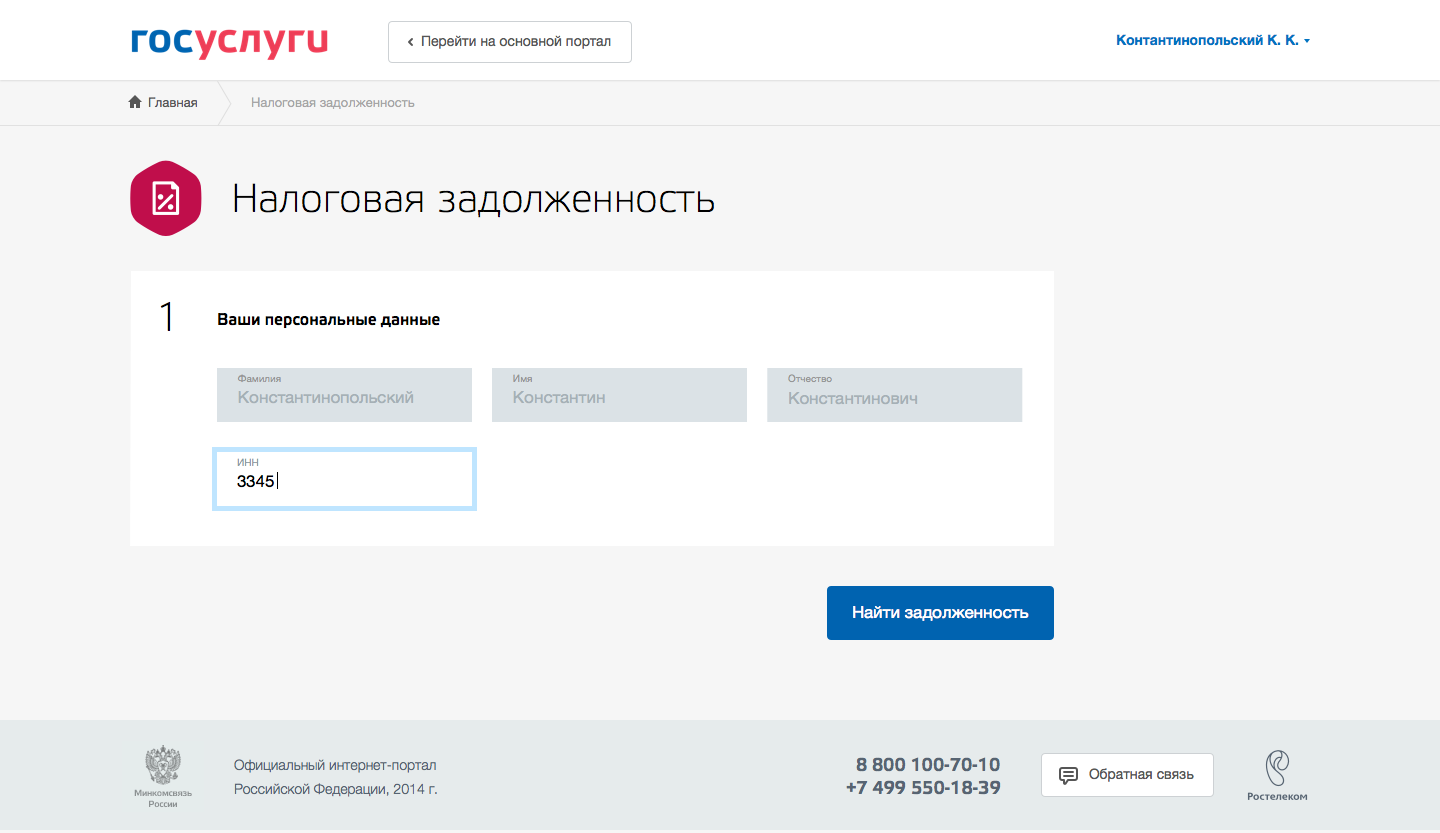 госуслуги
Перейти на основной портал
Контантинопольский К. К.
Главная
Налоговая задолженность
Налоговая задолженность
1
Ваши персональные данные
Фамилия
Константинопольский
Имя
Константин
Отчество
Константинович
ИНН
3345
Найти задолженность
Минкомсвязь
России
Официальный интернет-портал
Российской Федерации, 2014 г.
8 800 100-70-10
+7 499 550-18-39
Обратная связь
Ростелеком